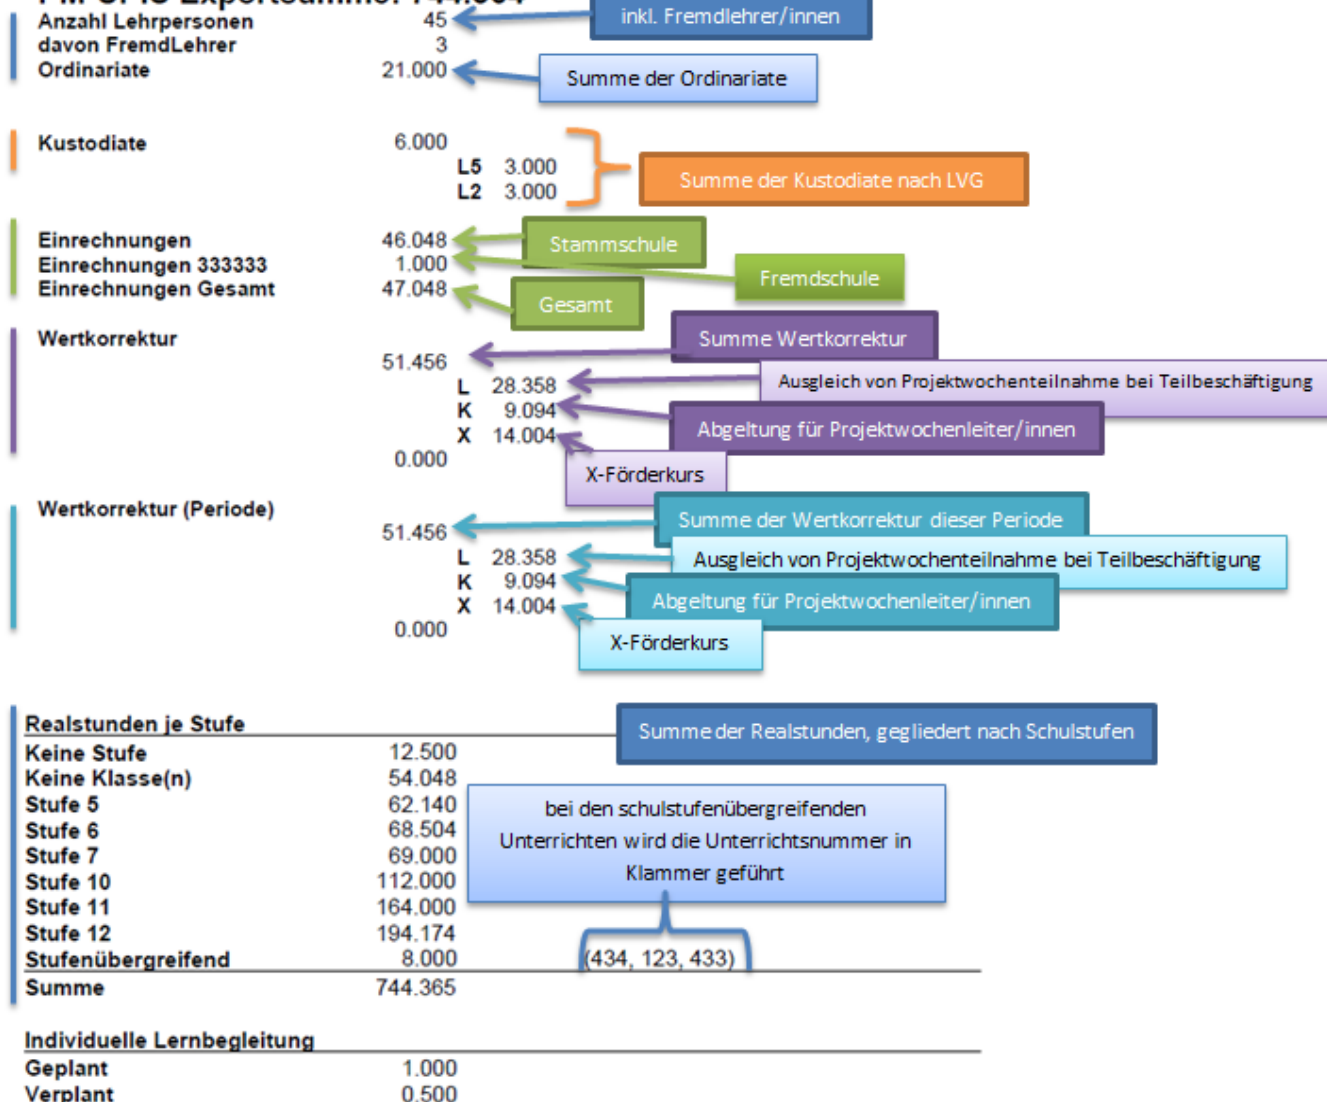 Anzahl Lehrpersonen 45 inkl. Fremdlehrer/innen
davon FremdLehrer 3
Ordinariate 21.000 Summe der Ordinariate
Kustodiate 6.000
L5 3.000
L2 3.000
Summe der Kustodiate nach LVG
Einrechnungen 46.048 Stammschule
Einrechnungen 333333 1.000 Fremdschule
Einrechnungen Gesamt 47.048 Gesamt
Wertkorrektur
51.456 Summe Wertkorrektur
L 28.358 Ausgleich von Projektwochenteilnahme bei Teilbeschäftigung
K 9.094 Abgeltung für Projektwochenleiter/innen
X 14.004 X-Förderkurs
0.000
Wertkorrektur (Periode)
51.456 Summe der Wertkorrektur dieser Periode
L 28.358 Ausgleich von Projektwochenteilnahme bei Teilbeschäftigung
K 9.094 Abgeltung für Projektwochenleiter/innen
X 14.004 X-Förderkurs
0.000
Realstunden je Stufe Summe der Realstunden, gegliedert nach Schulstufen
Keine Stufe 12.500
Keine Klasse(n) 54.048
Stufe 5 62.140
Stufe 6 68.504
Stufe 7 69.000
Stufe 10 112.000
Stufe 11 164.000
Stufe 12 194.174
bei den schulstufenübergreifenden
Unterrichten wird die Unterrichtsnummer in
Klammer geführt
Stufenübergreifend 8.000 (434, 123, 433)
Summe 744.365
Individuelle Lernbegleitung
Geplant 1.000
Verplant 0.500